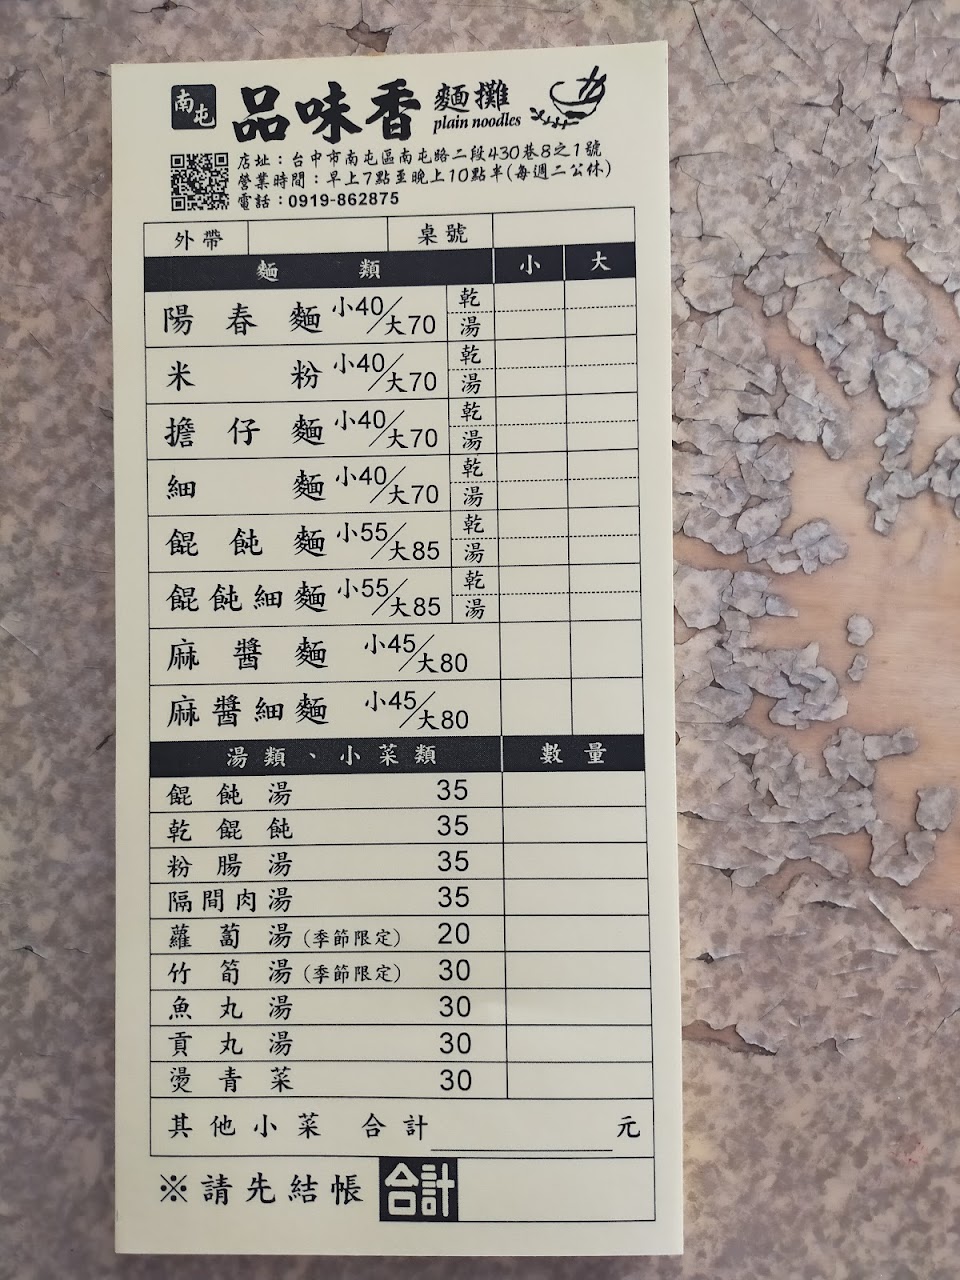 南屯 品味香 麵攤
plain noodles
店址：台中市南屯區南屯路二段430巷8之1號
營業時間：早上7點至晚上10點半(每週二公休)
電話：0919-862875
外帶 桌號
麵類 小 大
陽春麵 小40/大70 乾 湯
米粉 小40/大70 乾 湯
擔仔麵 小40/大70 乾 湯
細麵 小40/大70 乾 湯
餛飩麵 小55/大85 乾 湯
餛飩細麵 小55/大85 乾 湯
麻醬麵 小45/大80
麻醬細麵 小45/大80
湯類、小菜類 數量
餛飩湯 35
乾餛飩 35
粉腸湯 35
隔間肉湯 35
蘿蔔湯(季節限定) 20
竹筍湯(季節限定) 30
魚丸湯 30
貢丸湯 30
燙青菜 30
其他小菜 合計 元
※請先結帳 合計